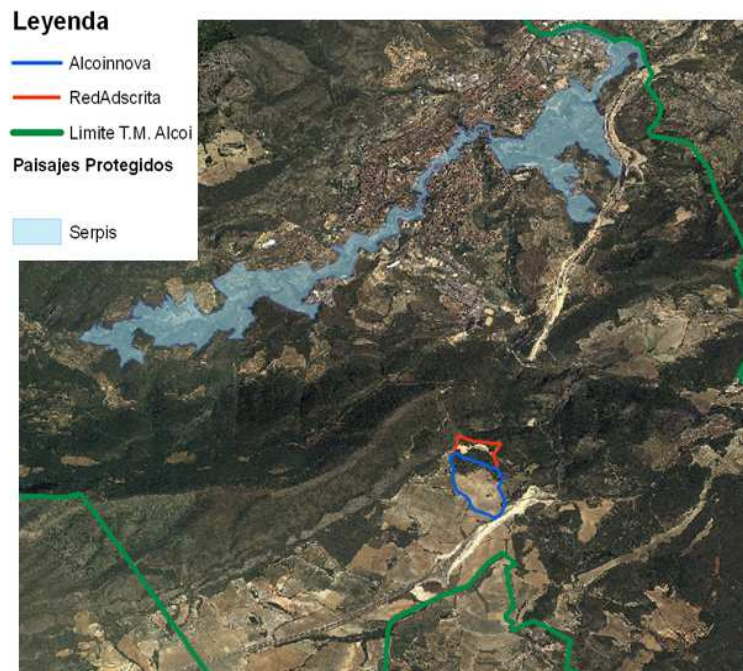 Leyenda
Alcoinnova
RedAdscrita
Limite T.M. Alcoi
Paisajes Protegidos
Serpis